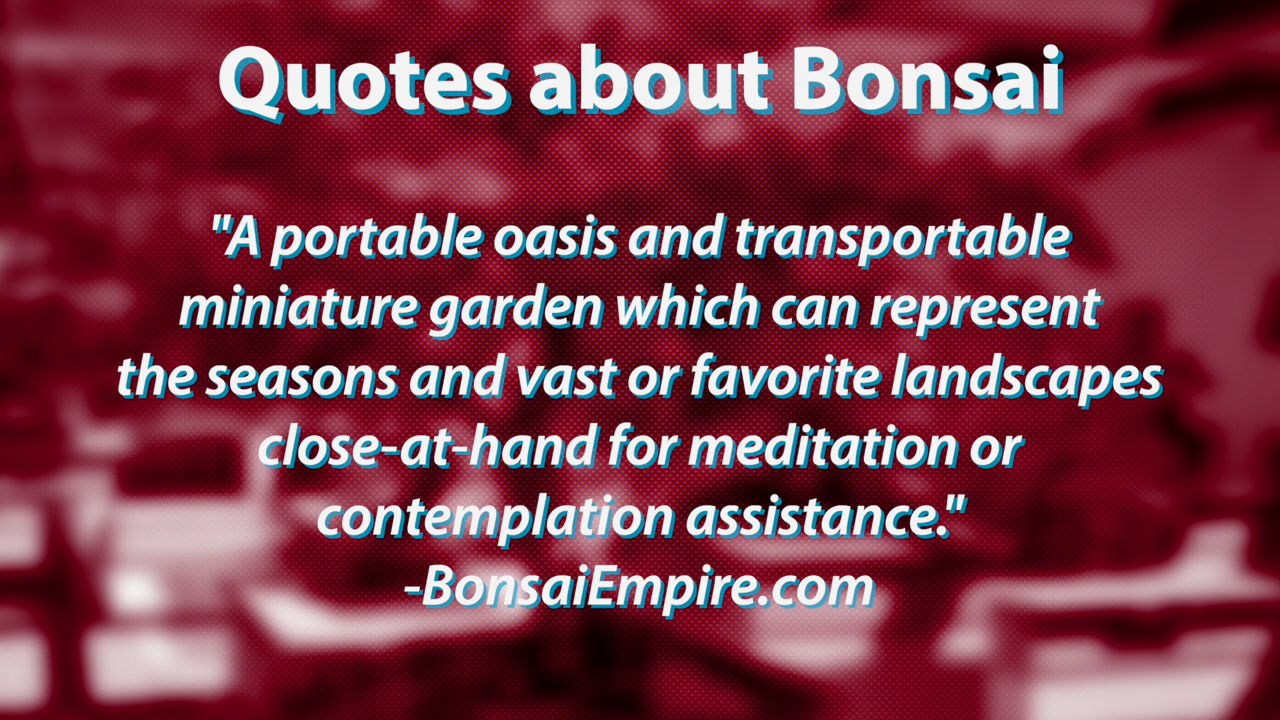 Quotes about Bonsai
"A portable oasis and transportable
miniature garden which can represent
the seasons and vast or favorite landscapes
close-at-hand for meditation or
contemplation assistance."
-BonsaiEmpire.com